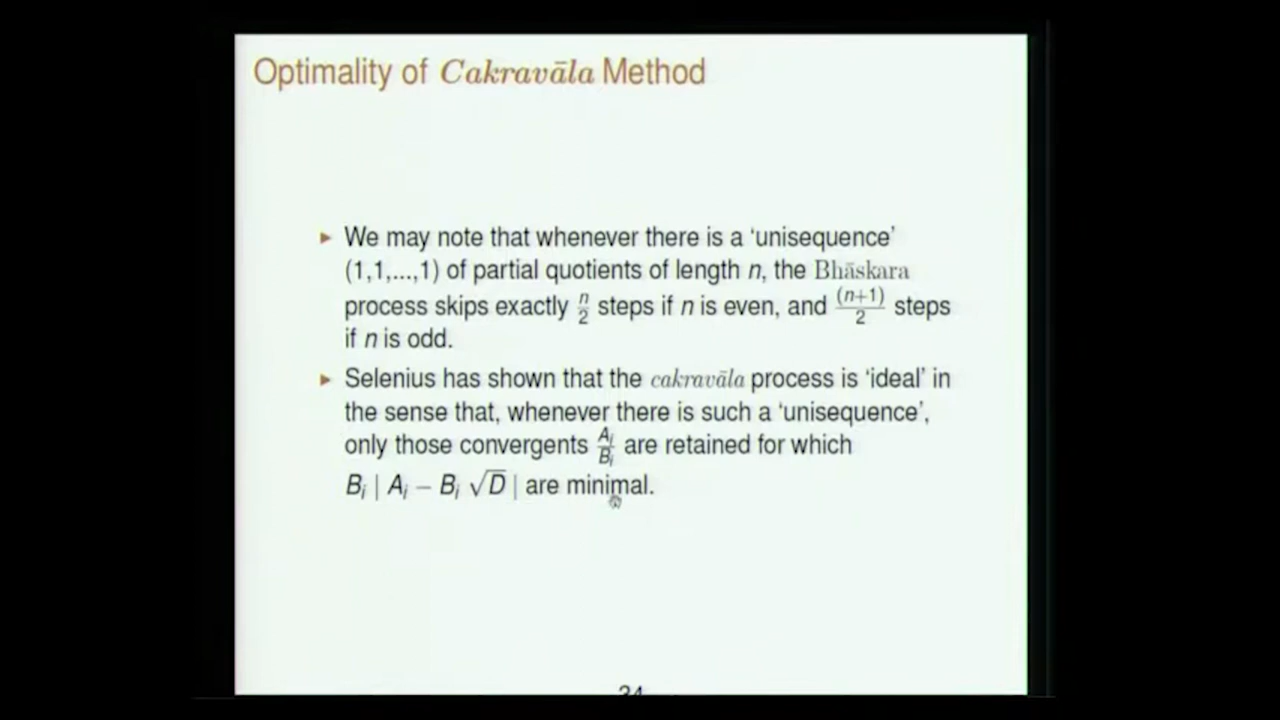 Optimality of Cakravāla Method
▸ We may note that whenever there is a ‘unisequence’
(1,1,...,1) of partial quotients of length n, the Bhāskara
process skips exactly n/2 steps if n is even, and (n+1)/2 steps
if n is odd.
▸ Selenius has shown that the cakravāla process is ‘ideal’ in
the sense that, whenever there is such a ‘unisequence’,
only those convergents A_i/B_i are retained for which
B_i | A_i – B_i √D | are minimal.
34